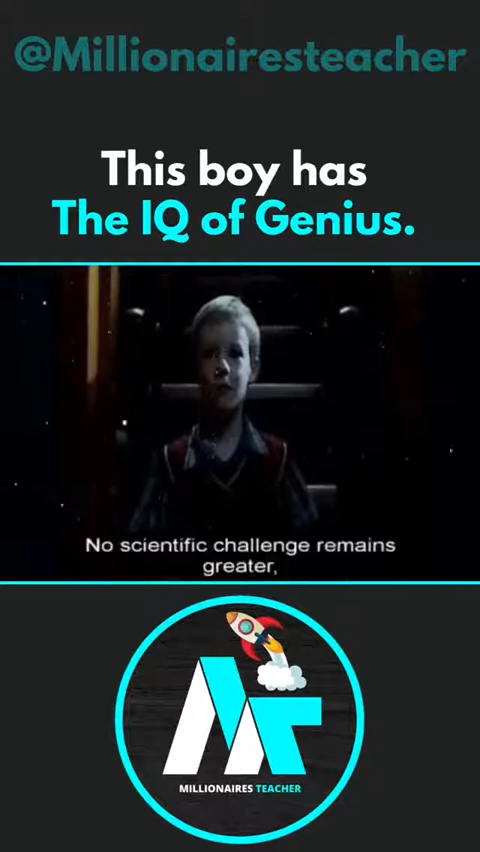 @Millionairesteacher
This boy has
The IQ of Genius.
No scientific challenge remains
greater,
MILLIONAIRES TEACHER